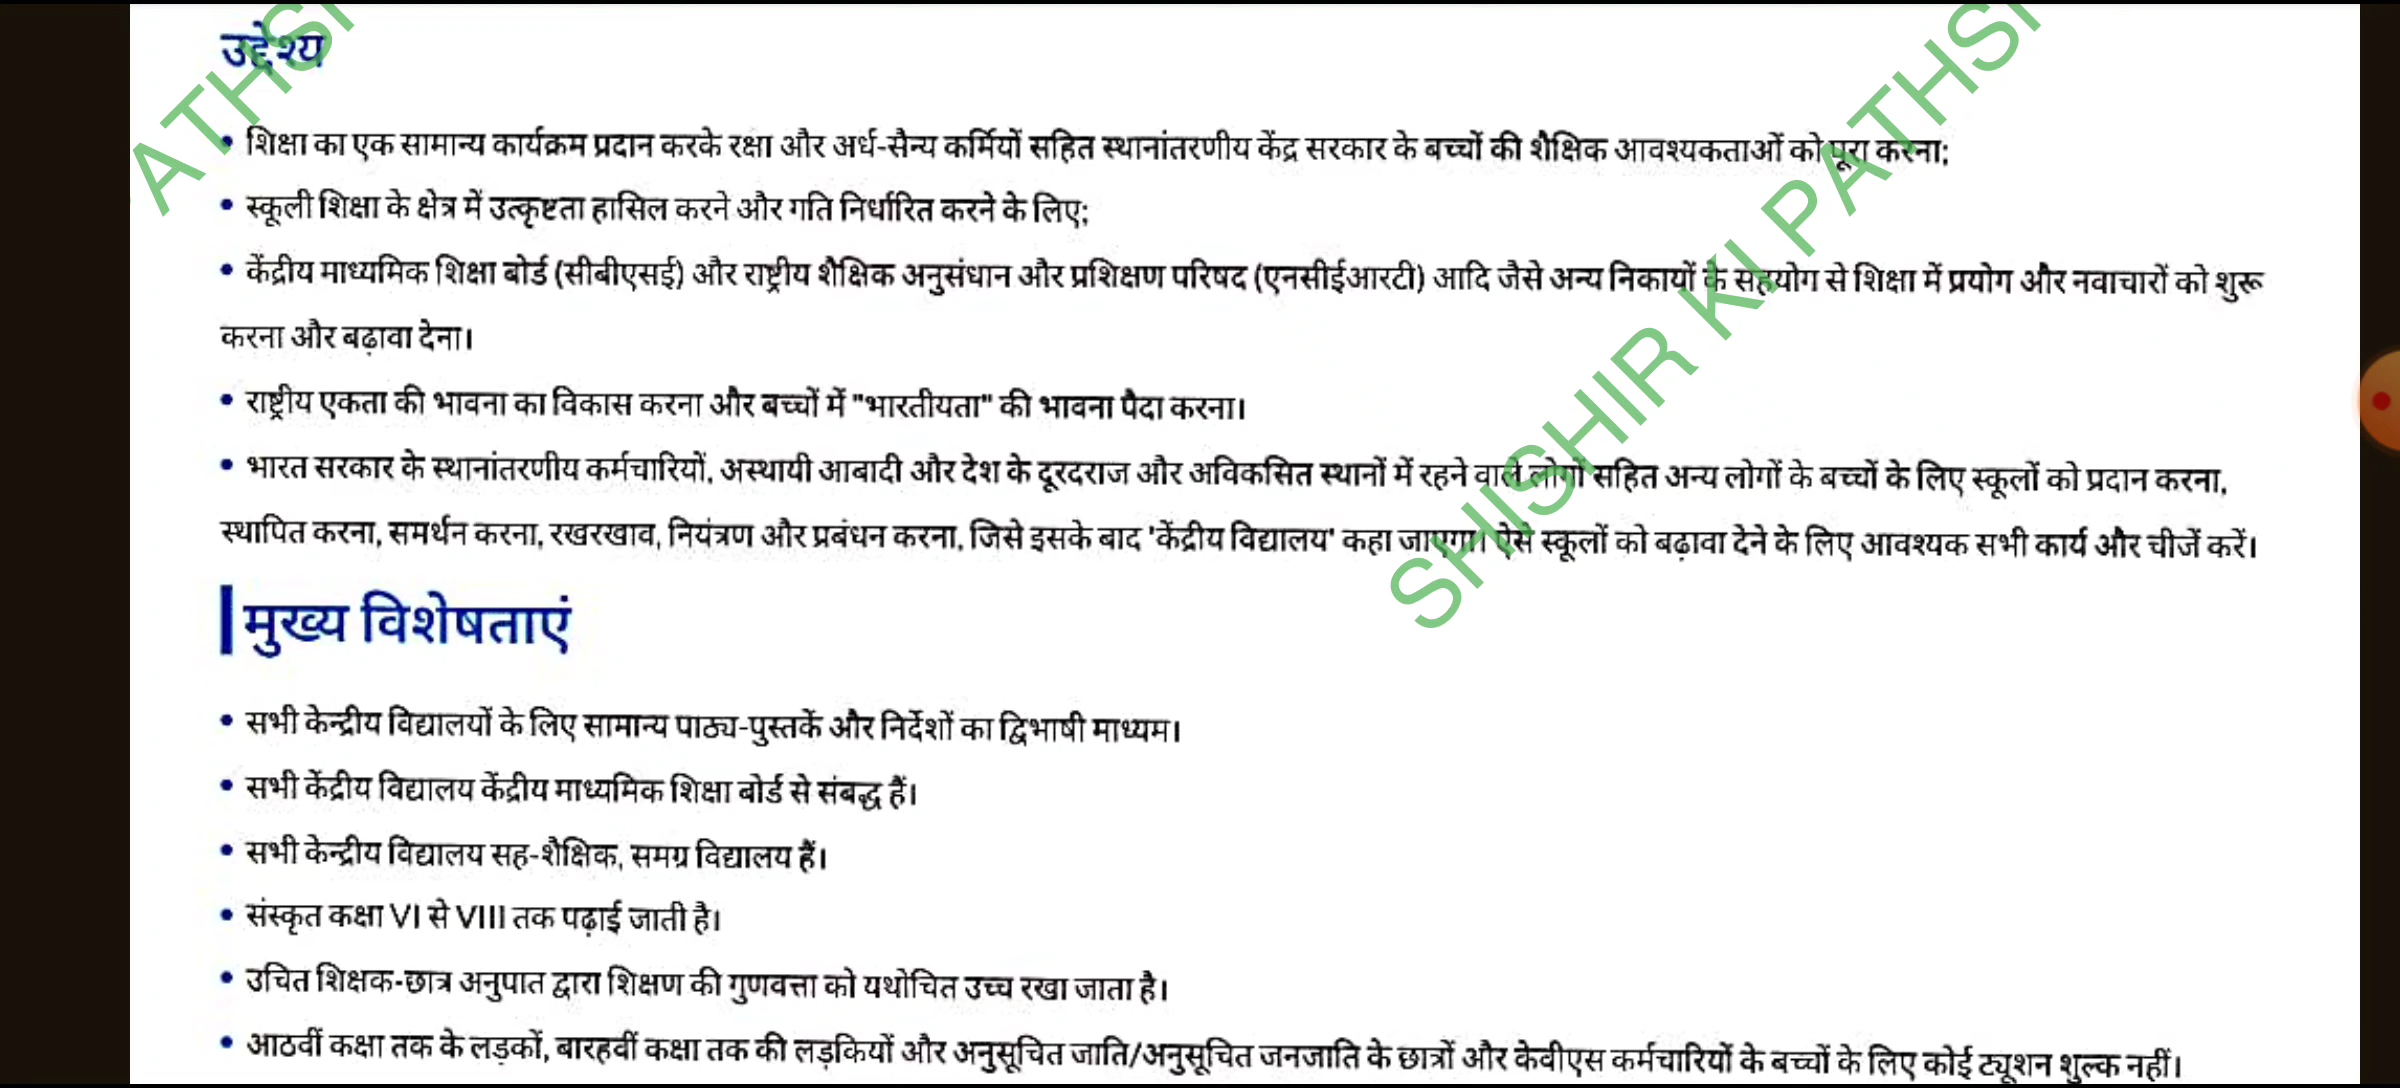 उद्देश्य
• शिक्षा का एक सामान्य कार्यक्रम प्रदान करके रक्षा और अर्ध-सैन्य कर्मियों सहित स्थानांतरणीय केंद्र सरकार के बच्चों की शैक्षिक आवश्यकताओं को पूरा करना;
• स्कूली शिक्षा के क्षेत्र में उत्कृष्टता हासिल करने और गति निर्धारित करने के लिए;
• केंद्रीय माध्यमिक शिक्षा बोर्ड (सीबीएसई) और राष्ट्रीय शैक्षिक अनुसंधान और प्रशिक्षण परिषद (एनसीईआरटी) आदि जैसे अन्य निकायों के सहयोग से शिक्षा में प्रयोग और नवाचारों को शुरू
करना और बढ़ावा देना।
• राष्ट्रीय एकता की भावना का विकास करना और बच्चों में "भारतीयता" की भावना पैदा करना।
• भारत सरकार के स्थानांतरणीय कर्मचारियों, अस्थायी आबादी और देश के दूरदराज और अविकसित स्थानों में रहने वाले लोगों सहित अन्य लोगों के बच्चों के लिए स्कूलों को प्रदान करना,
स्थापित करना, समर्थन करना, रखरखाव, नियंत्रण और प्रबंधन करना, जिसे इसके बाद 'केंद्रीय विद्यालय' कहा जाएगा। ऐसे स्कूलों को बढ़ावा देने के लिए आवश्यक सभी कार्य और चीजें करें।
मुख्य विशेषताएं
• सभी केन्द्रीय विद्यालयों के लिए सामान्य पाठ्य-पुस्तकें और निर्देशों का द्विभाषी माध्यम।
• सभी केंद्रीय विद्यालय केंद्रीय माध्यमिक शिक्षा बोर्ड से संबद्ध हैं।
• सभी केन्द्रीय विद्यालय सह-शैक्षिक, समग्र विद्यालय हैं।
• संस्कृत कक्षा VI से VIII तक पढ़ाई जाती है।
• उचित शिक्षक-छात्र अनुपात द्वारा शिक्षण की गुणवत्ता को यथोचित उच्च रखा जाता है।
• आठवीं कक्षा तक के लड़कों, बारहवीं कक्षा तक की लड़कियों और अनुसूचित जाति/अनुसूचित जनजाति के छात्रों और केवीएस कर्मचारियों के बच्चों के लिए कोई ट्यूशन शुल्क नहीं।
ATHS
SHISHIR KI PATHS